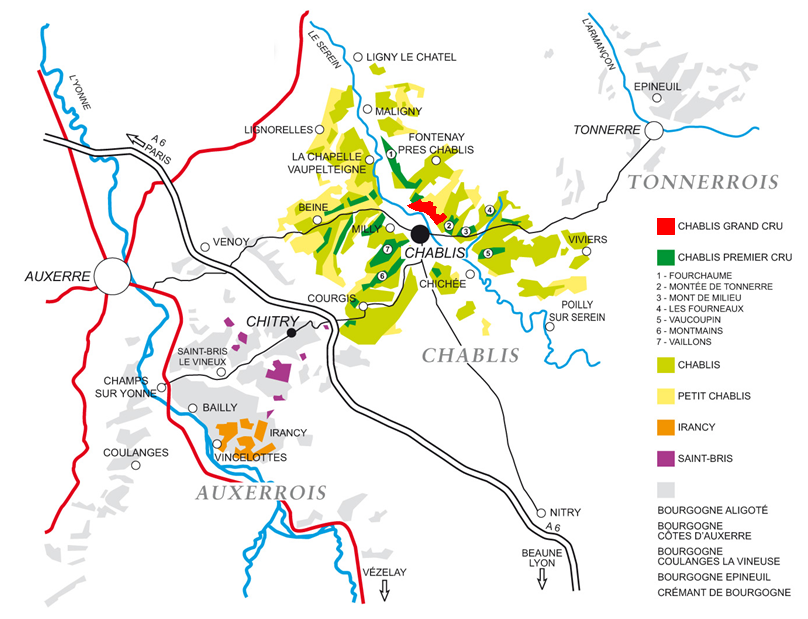 L'YONNE
LE SEREIN
LIGNY LE CHATEL
L'ARMANÇON
EPINEUIL
MALIGNY
LIGNORELLES
A 6
PARIS
FONTENAY
PRES CHABLIS
TONNERRE
LA CHAPELLE
VAUPELTEIGNE
1
TONNERROIS
BEINE
MILLY
2
3
4
5
6
7
CHABLIS
VENOY
VIVIERS
AUXERRE
CHICHÉE
COURGIS
POILLY
SUR SEREIN
CHITRY
CHABLIS
SAINT-BRIS
LE VINEUX
CHAMPS
SUR YONNE
BAILLY
IRANCY
COULANGES
VINCELOTTES
AUXERROIS
NITRY
A 6
BEAUNE
LYON
VÉZELAY
CHABLIS GRAND CRU
CHABLIS PREMIER CRU
1 - FOURCHAUME
2 - MONTÉE DE TONNERRE
3 - MONT DE MILIEU
4 - LES FOURNEAUX
5 - VAUCOUPIN
6 - MONTMAINS
7 - VAILLONS
CHABLIS
PETIT CHABLIS
IRANCY
SAINT-BRIS
BOURGOGNE ALIGOTÉ
BOURGOGNE
CÔTES D'AUXERRE
BOURGOGNE
COULANGES LA VINEUSE
BOURGOGNE EPINEUIL
CRÉMANT DE BOURGOGNE